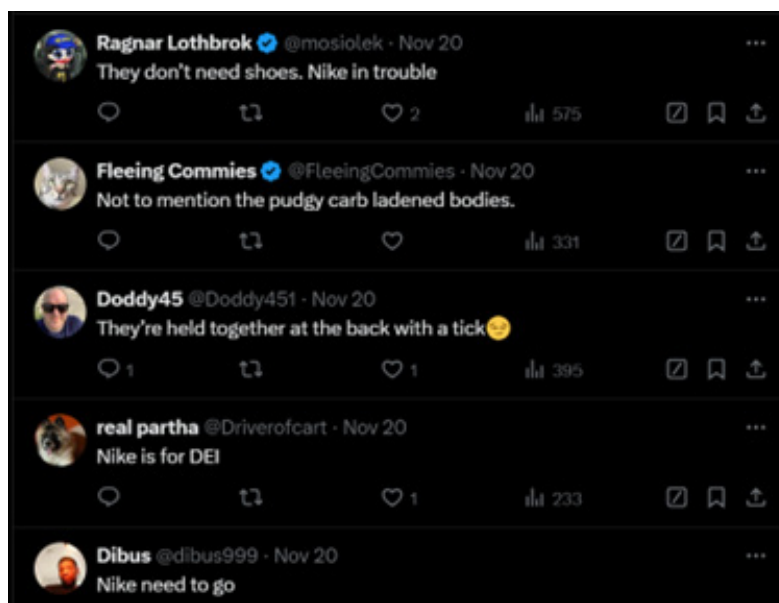 Ragnar Lothbrok @mosiolek · Nov 20
They don't need shoes. Nike in trouble
2 575
Fleeing Commies @FleeingCommies · Nov 20
Not to mention the pudgy carb ladened bodies.
331
Doddy45 @Doddy451 · Nov 20
They're held together at the back with a tick😏
1 1 395
real partha @Driverofcart · Nov 20
Nike is for DEI
1 233
Dibus @dibus999 · Nov 20
Nike need to go